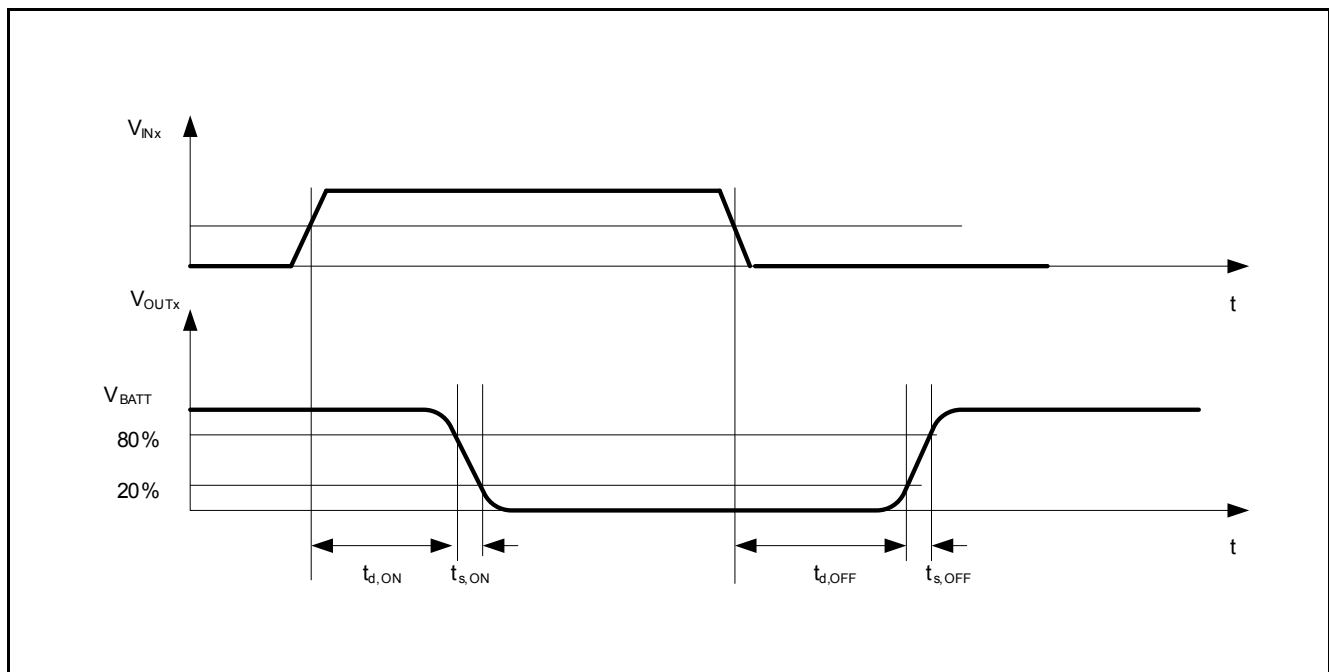 V_INx
t
V_OUTx
V_BATT
80%
20%
t
t_d,ON t_s,ON t_d,OFF t_s,OFF